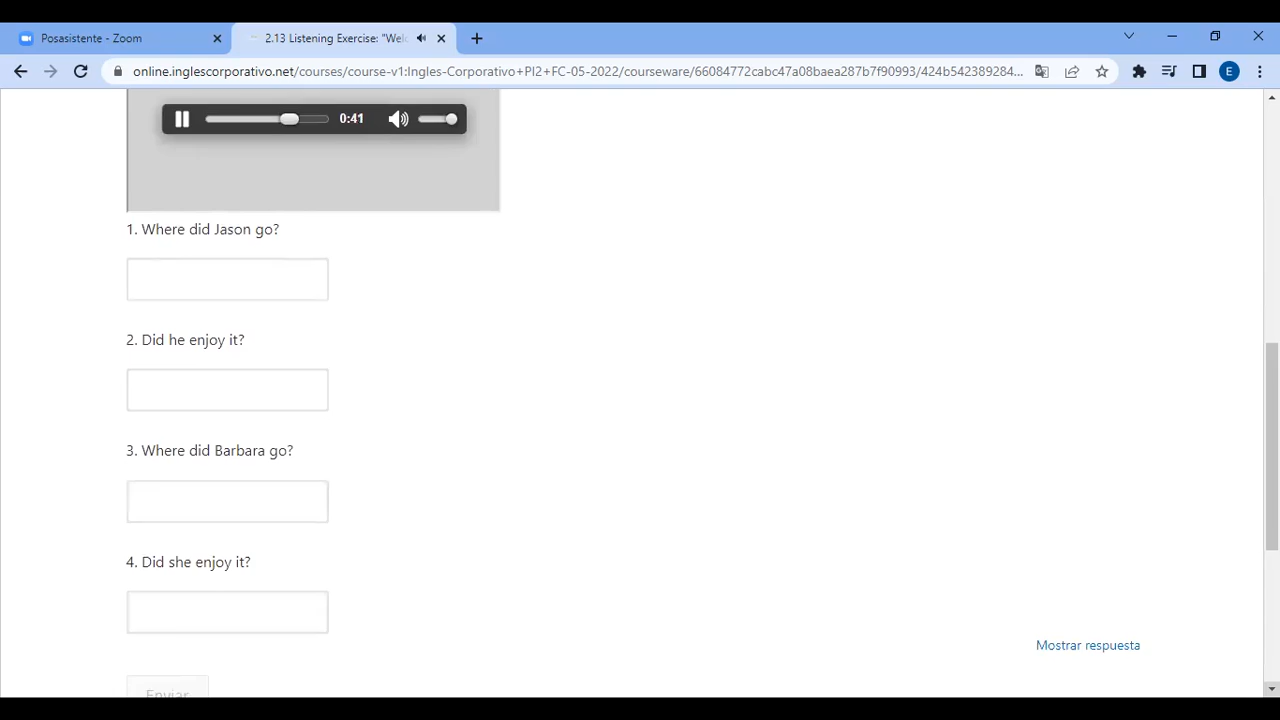 Posasistente - Zoom
2.13 Listening Exercise: "Welc
online.inglescorporativo.net/courses/course-v1:Ingles-Corporativo+PI2+FC-05-2022/courseware/66084772cabc47a08baea287b7f90993/424b542389284...
E
0:41
1. Where did Jason go?
2. Did he enjoy it?
3. Where did Barbara go?
4. Did she enjoy it?
Mostrar respuesta
Enviar